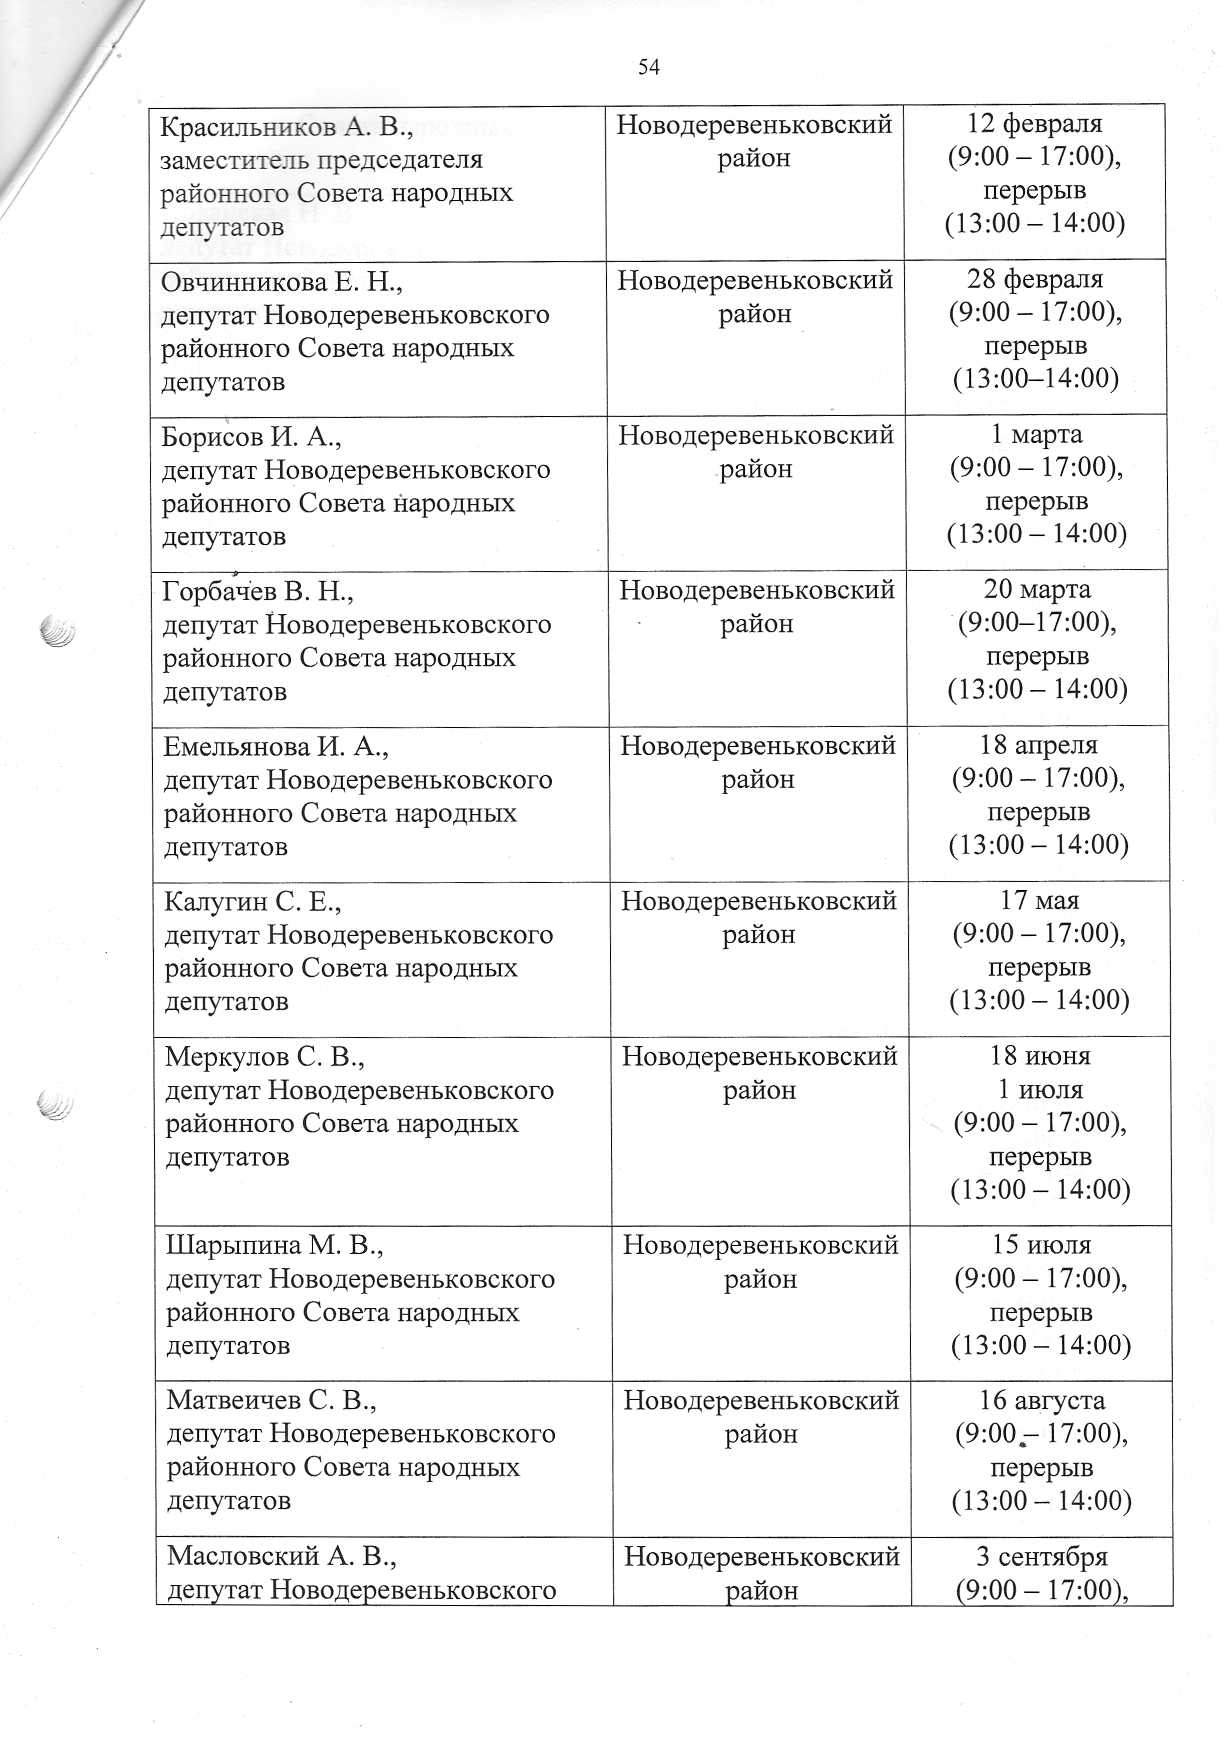 54
Красильников А. В.,
заместитель председателя
районного Совета народных
депутатов
Новодеревеньковский
район
12 февраля
(9:00 – 17:00),
перерыв
(13:00 – 14:00)
Овчинникова Е. Н.,
депутат Новодеревеньковского
районного Совета народных
депутатов
Новодеревеньковский
район
28 февраля
(9:00 – 17:00),
перерыв
(13:00–14:00)
Борисов И. А.,
депутат Новодеревеньковского
районного Совета народных
депутатов
Новодеревеньковский
район
1 марта
(9:00 – 17:00),
перерыв
(13:00 – 14:00)
Горбачев В. Н.,
депутат Новодеревеньковского
районного Совета народных
депутатов
Новодеревеньковский
район
20 марта
(9:00–17:00),
перерыв
(13:00 – 14:00)
Емельянова И. А.,
депутат Новодеревеньковского
районного Совета народных
депутатов
Новодеревеньковский
район
18 апреля
(9:00 – 17:00),
перерыв
(13:00 – 14:00)
Калугин С. Е.,
депутат Новодеревеньковского
районного Совета народных
депутатов
Новодеревеньковский
район
17 мая
(9:00 – 17:00),
перерыв
(13:00 – 14:00)
Меркулов С. В.,
депутат Новодеревеньковского
районного Совета народных
депутатов
Новодеревеньковский
район
18 июня
1 июля
(9:00 – 17:00),
перерыв
(13:00 – 14:00)
Шарыпина М. В.,
депутат Новодеревеньковского
районного Совета народных
депутатов
Новодеревеньковский
район
15 июля
(9:00 – 17:00),
перерыв
(13:00 – 14:00)
Матвеичев С. В.,
депутат Новодеревеньковского
районного Совета народных
депутатов
Новодеревеньковский
район
16 августа
(9:00 – 17:00),
перерыв
(13:00 – 14:00)
Масловский А. В.,
депутат Новодеревеньковского
Новодеревеньковский
район
3 сентября
(9:00 – 17:00),